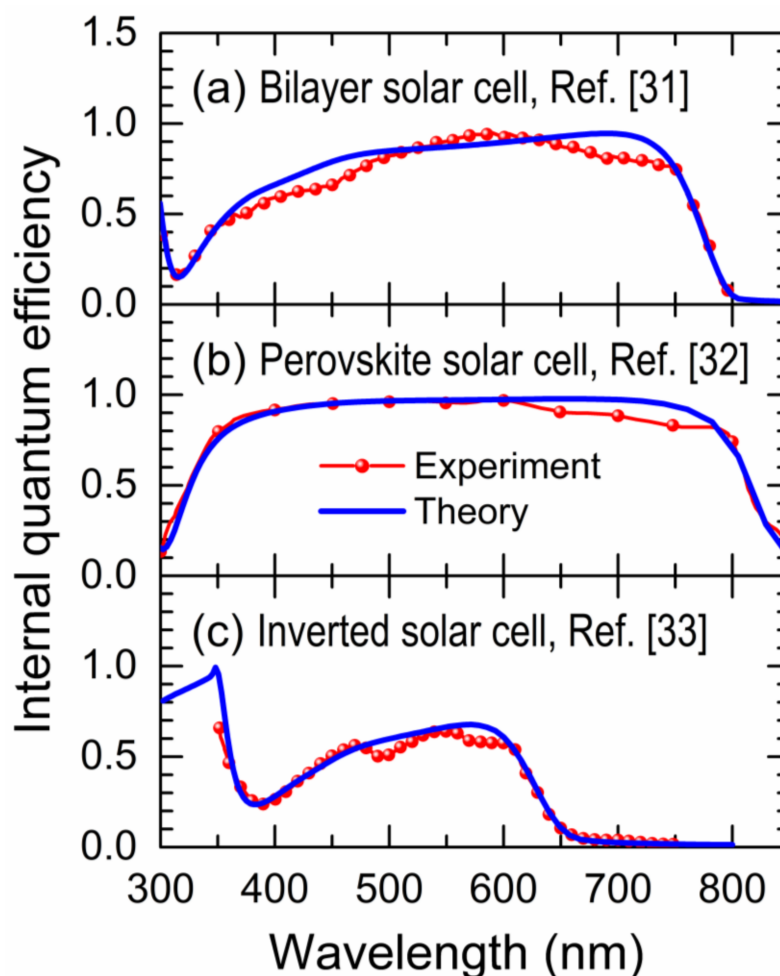 Internal quantum efficiency
1.5
(a) Bilayer solar cell, Ref. [31]
1.0
0.5
0.0
(b) Perovskite solar cell, Ref. [32]
1.0
Experiment
0.5
Theory
0.0
(c) Inverted solar cell, Ref. [33]
1.0
0.5
0.0
300 400 500 600 700 800
Wavelength (nm)